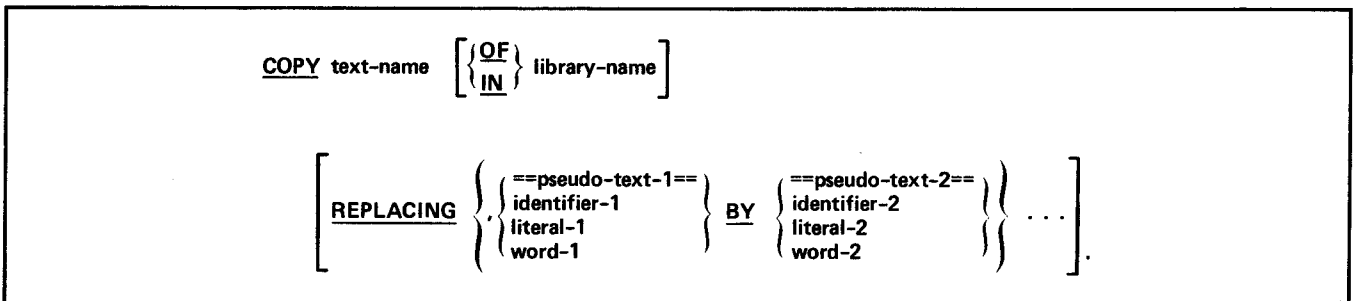 COPY text-name [{OF
IN} library-name]
[REPLACING {,{==pseudo-text-1==
identifier-1
literal-1
word-1} BY {==pseudo-text-2==
identifier-2
literal-2
word-2}} ...].